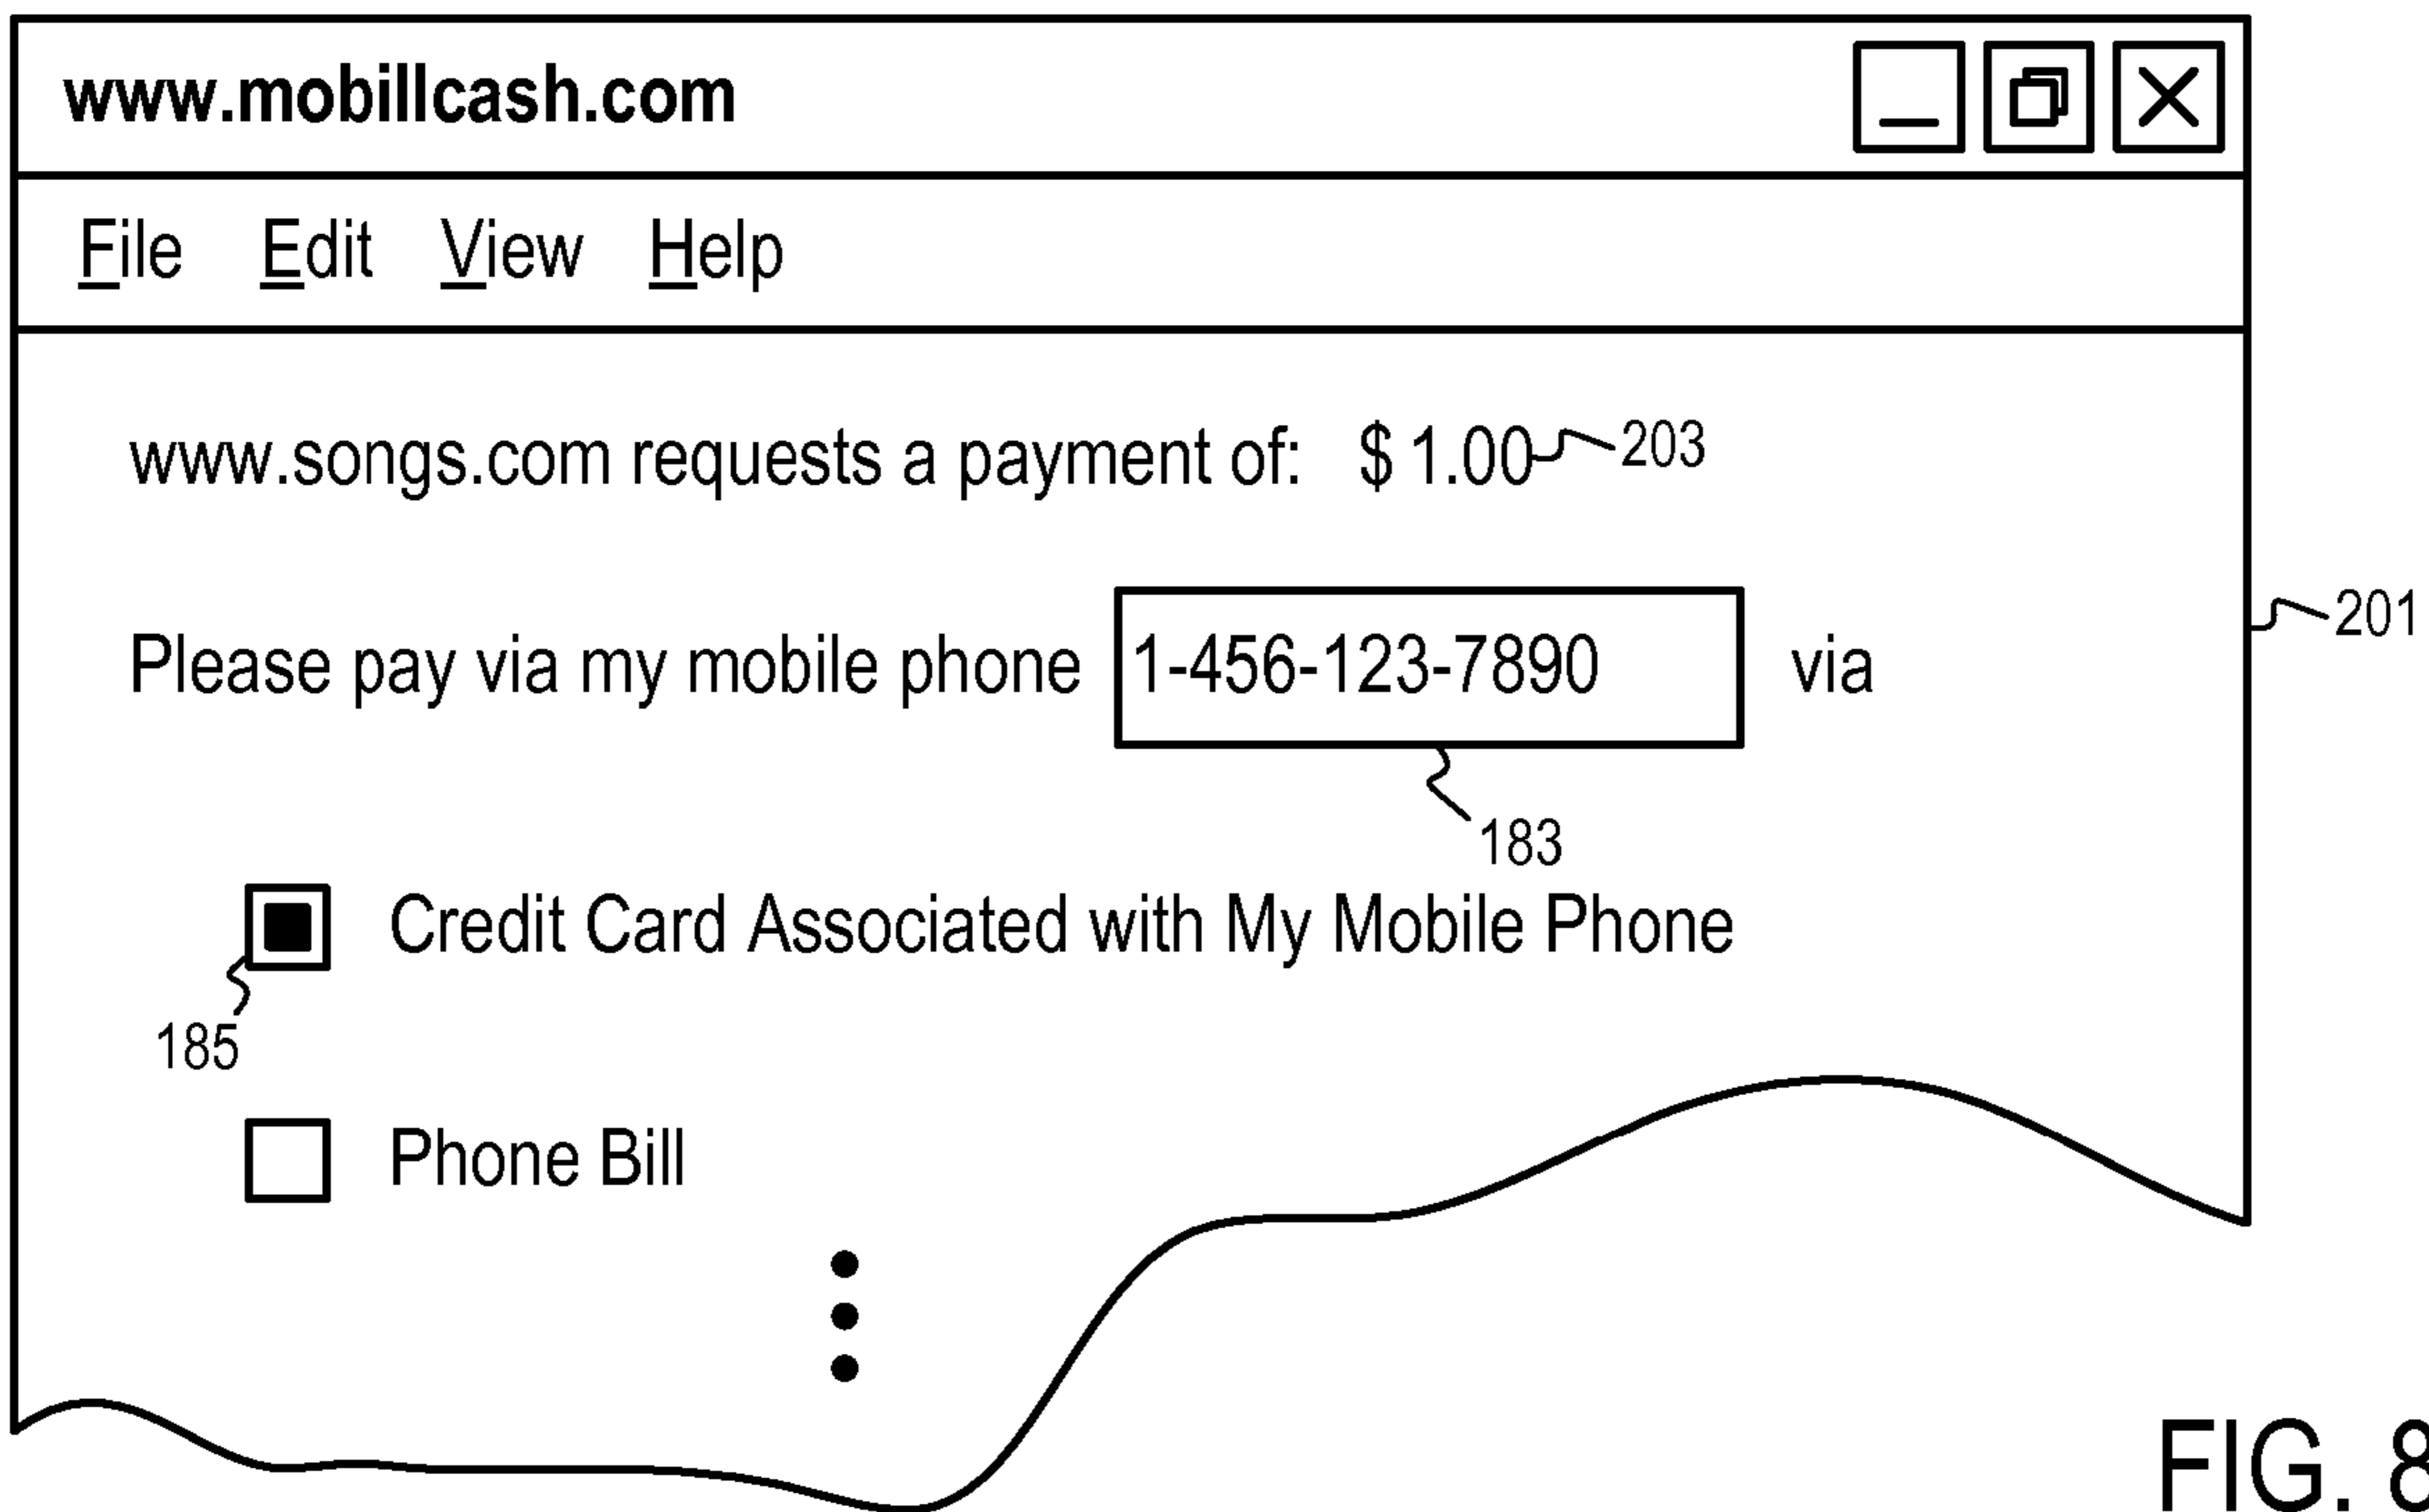 www.mobillcash.com
File Edit View Help
www.songs.com requests a payment of: $ 1.00 203
201
Please pay via my mobile phone 1-456-123-7890 via
183
Credit Card Associated with My Mobile Phone
185
Phone Bill
FIG. 8